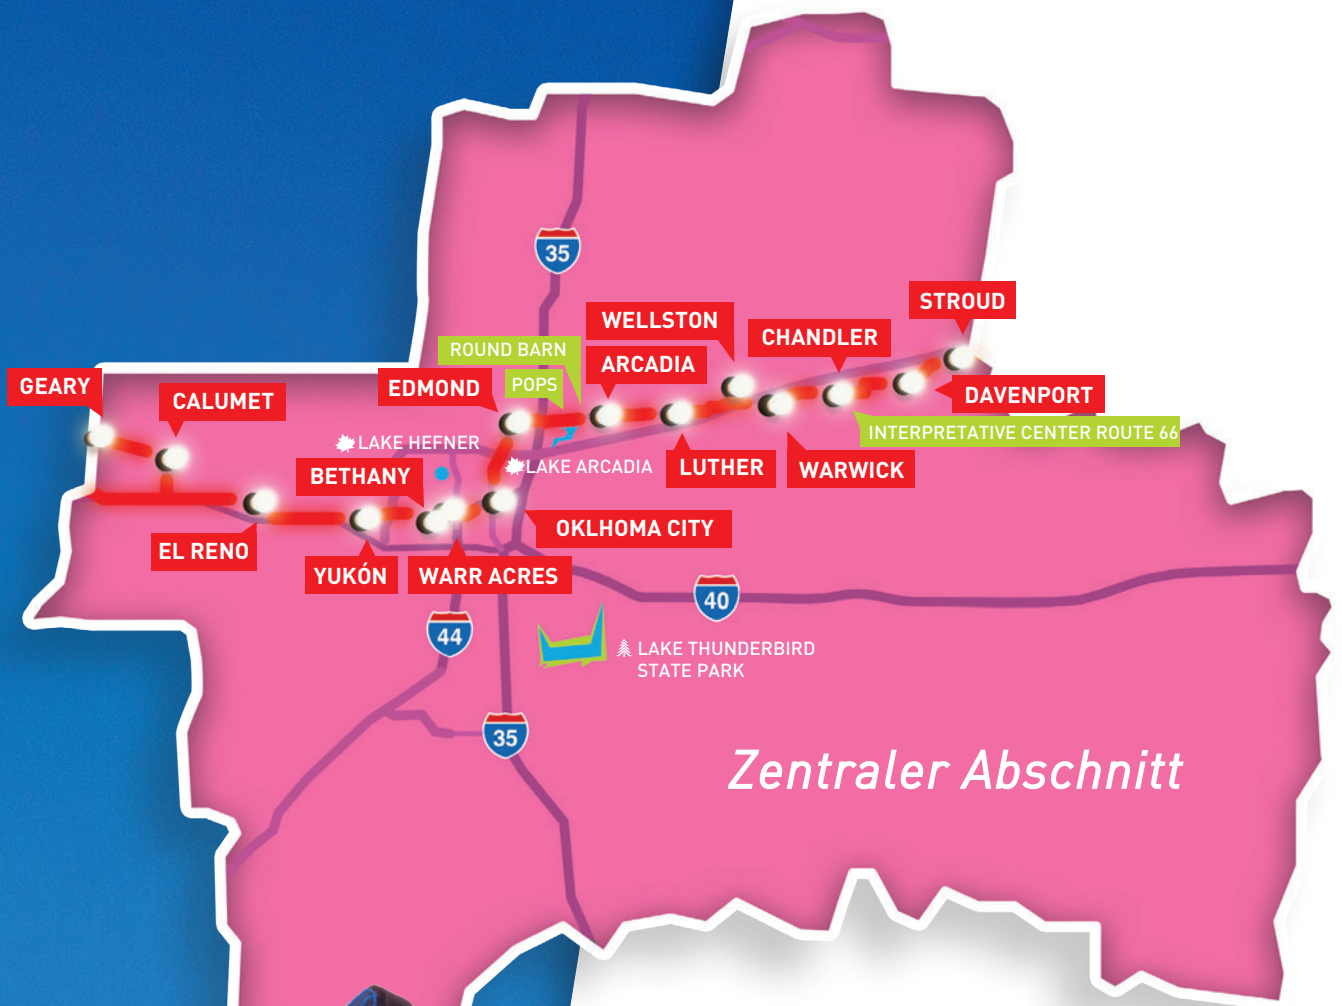 35
STROUD
WELLSTON
CHANDLER
ROUND BARN
ARCADIA
POPS
EDMOND
GEARY
CALUMET
DAVENPORT
INTERPRETATIVE CENTER ROUTE 66
LAKE HEFNER
LAKE ARCADIA
LUTHER
WARWICK
BETHANY
OKLHOMA CITY
EL RENO
YUKÓN
WARR ACRES
40
44
LAKE THUNDERBIRD
STATE PARK
35
Zentraler Abschnitt